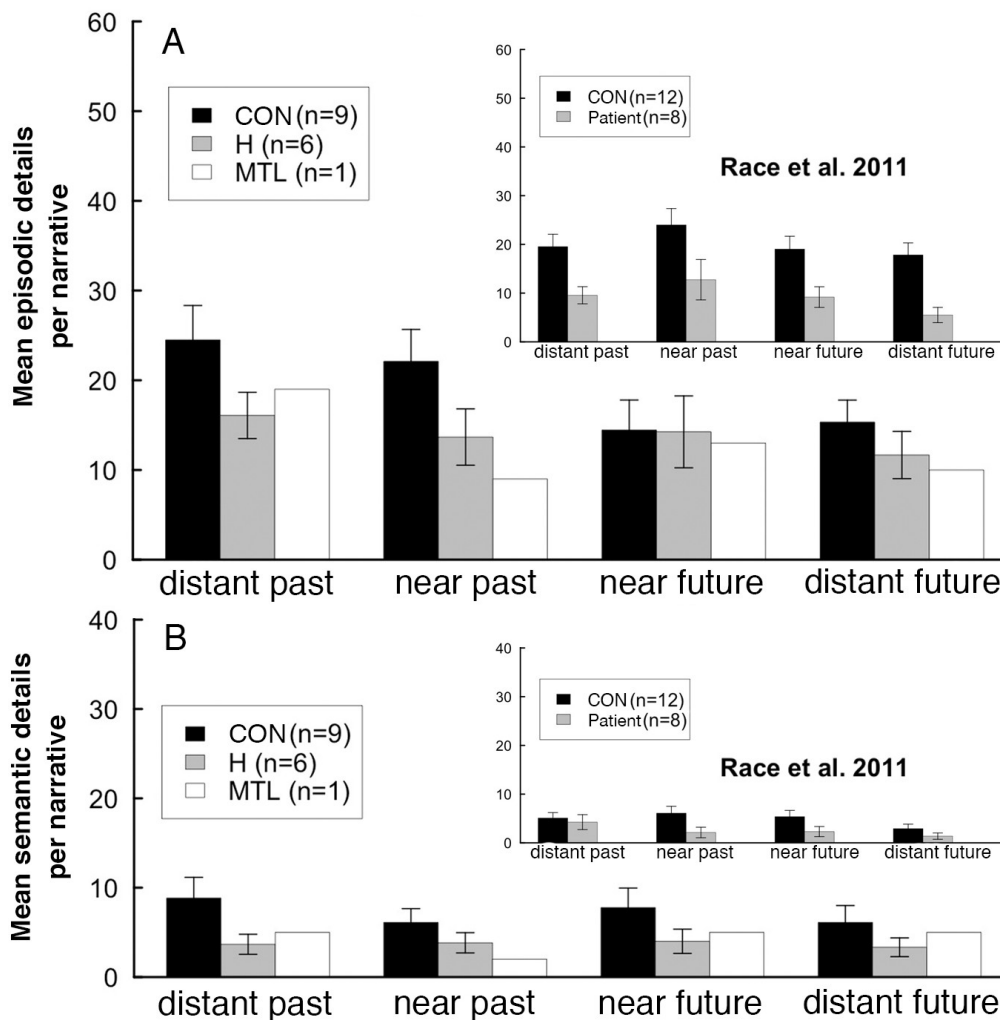 A
Mean episodic details
per narrative
60
50
40
30
20
10
0
CON (n=9)
H (n=6)
MTL (n=1)
distant past near past near future distant future
60
50
40
30
20
10
0
CON (n=12)
Patient (n=8)
Race et al. 2011
distant past near past near future distant future
B
Mean semantic details
per narrative
40
30
20
10
0
CON (n=9)
H (n=6)
MTL (n=1)
distant past near past near future distant future
40
30
20
10
0
CON (n=12)
Patient (n=8)
Race et al. 2011
distant past near past near future distant future